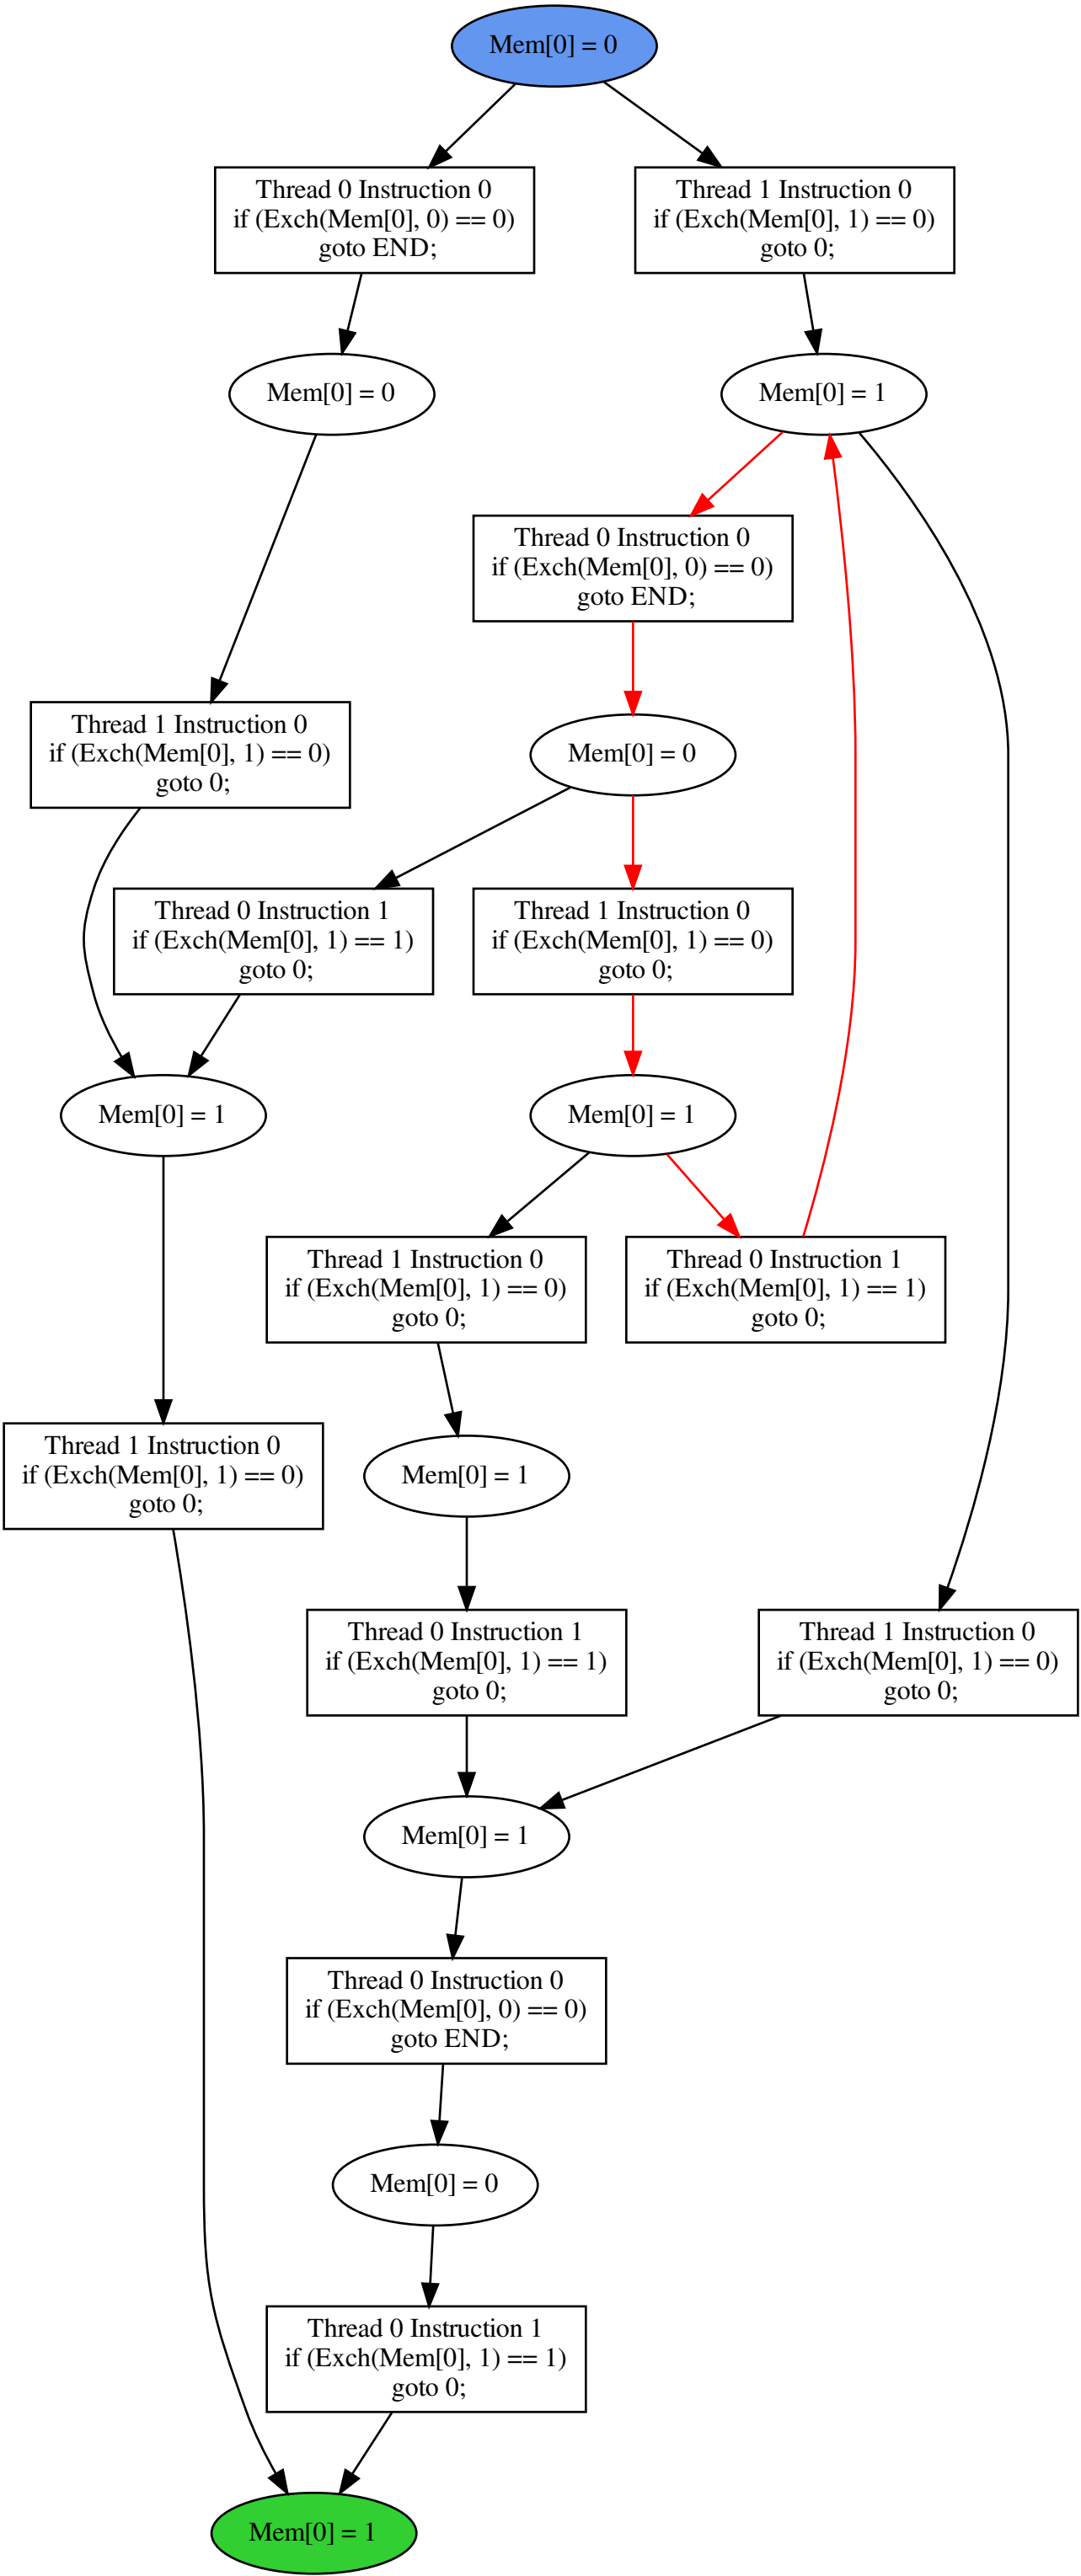 Mem[0] = 0
Thread 0 Instruction 0
if (Exch(Mem[0], 0) == 0)
goto END;
Thread 1 Instruction 0
if (Exch(Mem[0], 1) == 0)
goto 0;
Mem[0] = 0
Mem[0] = 1
Thread 0 Instruction 0
if (Exch(Mem[0], 0) == 0)
goto END;
Thread 1 Instruction 0
if (Exch(Mem[0], 1) == 0)
goto 0;
Mem[0] = 0
Thread 0 Instruction 1
if (Exch(Mem[0], 1) == 1)
goto 0;
Thread 1 Instruction 0
if (Exch(Mem[0], 1) == 0)
goto 0;
Mem[0] = 1
Mem[0] = 1
Thread 1 Instruction 0
if (Exch(Mem[0], 1) == 0)
goto 0;
Thread 0 Instruction 1
if (Exch(Mem[0], 1) == 1)
goto 0;
Thread 1 Instruction 0
if (Exch(Mem[0], 1) == 0)
goto 0;
Mem[0] = 1
Thread 0 Instruction 1
if (Exch(Mem[0], 1) == 1)
goto 0;
Thread 1 Instruction 0
if (Exch(Mem[0], 1) == 0)
goto 0;
Mem[0] = 1
Thread 0 Instruction 0
if (Exch(Mem[0], 0) == 0)
goto END;
Mem[0] = 0
Thread 0 Instruction 1
if (Exch(Mem[0], 1) == 1)
goto 0;
Mem[0] = 1